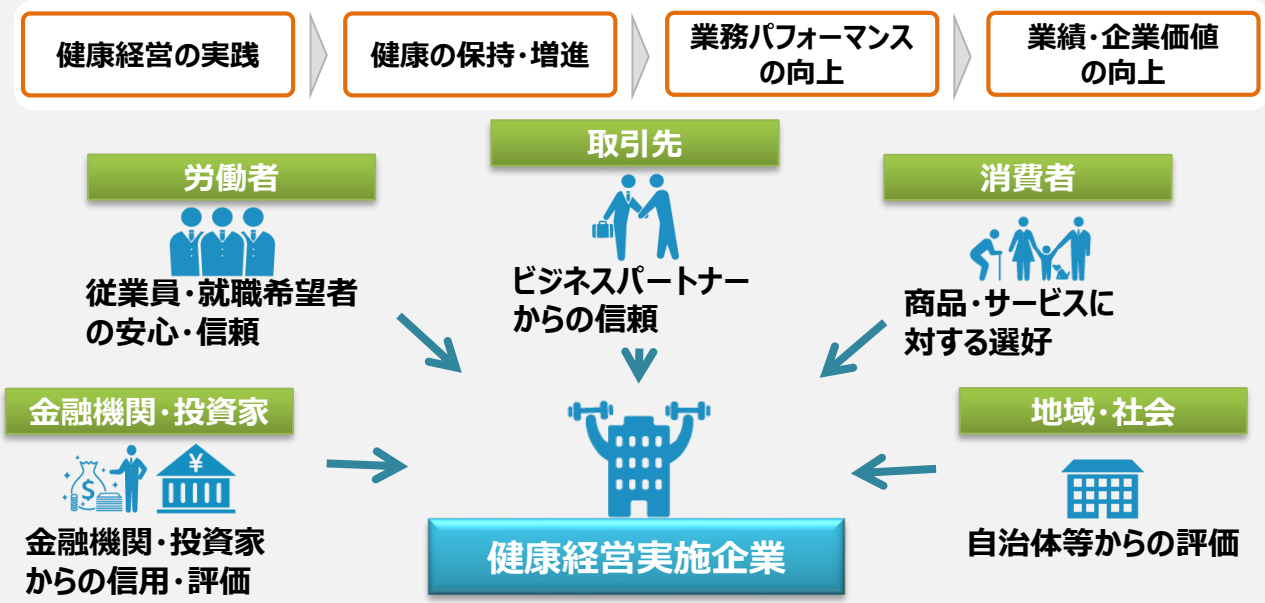 健康経営の実践
健康の保持・増進
業務パフォーマンス
の向上
業績・企業価値
の向上
取引先
ビジネスパートナー
からの信頼
労働者
従業員・就職希望者
の安心・信頼
消費者
商品・サービスに
対する選好
金融機関・投資家
¥
$
金融機関・投資家
からの信用・評価
地域・社会
自治体等からの評価
健康経営実施企業